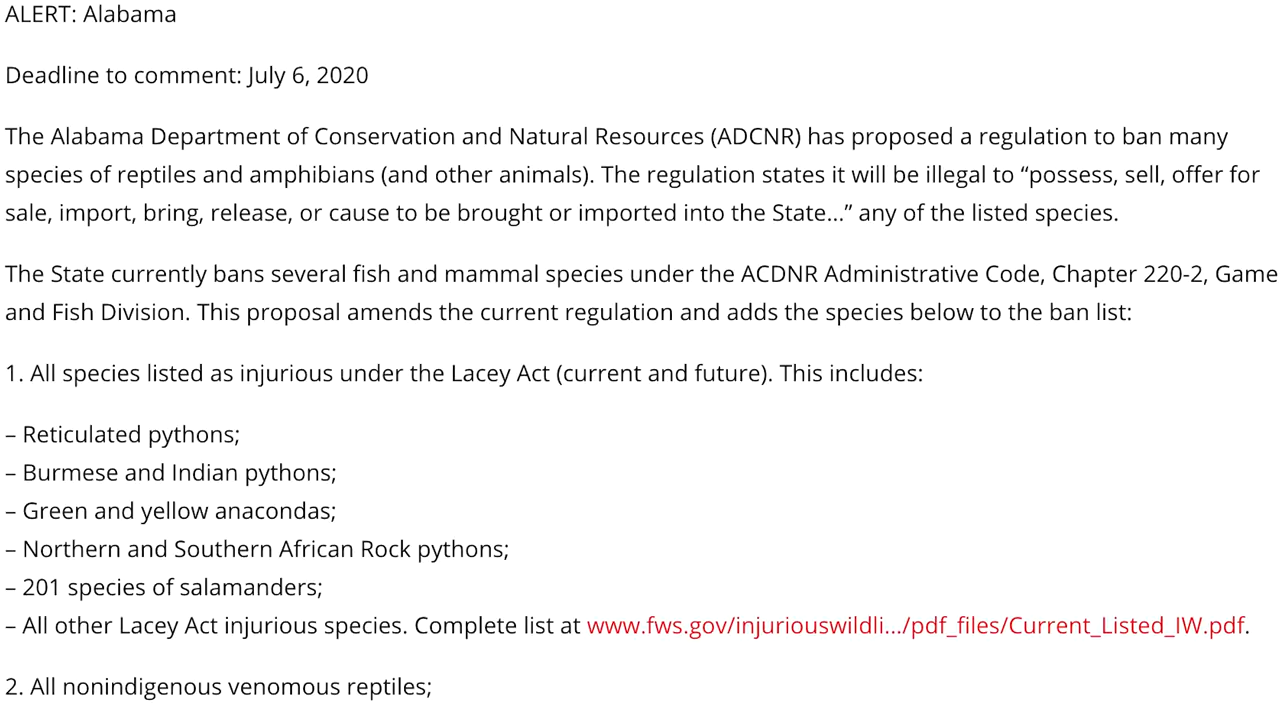 ALERT: Alabama
Deadline to comment: July 6, 2020
The Alabama Department of Conservation and Natural Resources (ADCNR) has proposed a regulation to ban many
species of reptiles and amphibians (and other animals). The regulation states it will be illegal to “possess, sell, offer for
sale, import, bring, release, or cause to be brought or imported into the State...” any of the listed species.
The State currently bans several fish and mammal species under the ACDNR Administrative Code, Chapter 220-2, Game
and Fish Division. This proposal amends the current regulation and adds the species below to the ban list:
1. All species listed as injurious under the Lacey Act (current and future). This includes:
– Reticulated pythons;
– Burmese and Indian pythons;
– Green and yellow anacondas;
– Northern and Southern African Rock pythons;
– 201 species of salamanders;
– All other Lacey Act injurious species. Complete list at www.fws.gov/injuriouswildli.../pdf_files/Current_Listed_IW.pdf.
2. All nonindigenous venomous reptiles;